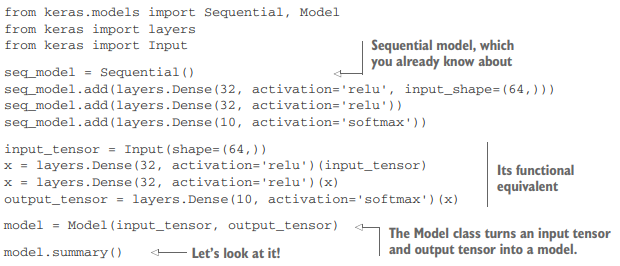 from keras.models import Sequential, Model
from keras import layers
from keras import Input
Sequential model, which
you already know about
seq_model = Sequential()
seq_model.add(layers.Dense(32, activation='relu', input_shape=(64,)))
seq_model.add(layers.Dense(32, activation='relu'))
seq_model.add(layers.Dense(10, activation='softmax'))
input_tensor = Input(shape=(64,))
x = layers.Dense(32, activation='relu')(input_tensor)
x = layers.Dense(32, activation='relu')(x)
output_tensor = layers.Dense(10, activation='softmax')(x)
Its functional
equivalent
model = Model(input_tensor, output_tensor)
The Model class turns an input tensor
and output tensor into a model.
model.summary()
Let's look at it!